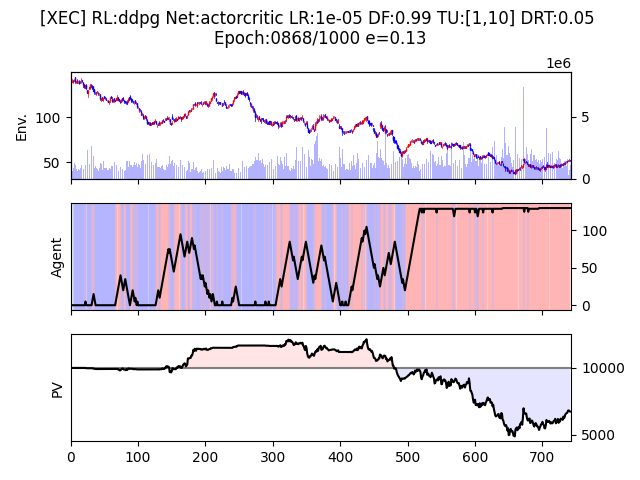 [XEC] RL:ddpg Net:actorcritic LR:1e-05 DF:0.99 TU:[1,10] DRT:0.05
Epoch:0868/1000 e=0.13
1e6
Env.
100
50
5
0
Agent
100
50
0
PV
10000
5000
0 100 200 300 400 500 600 700